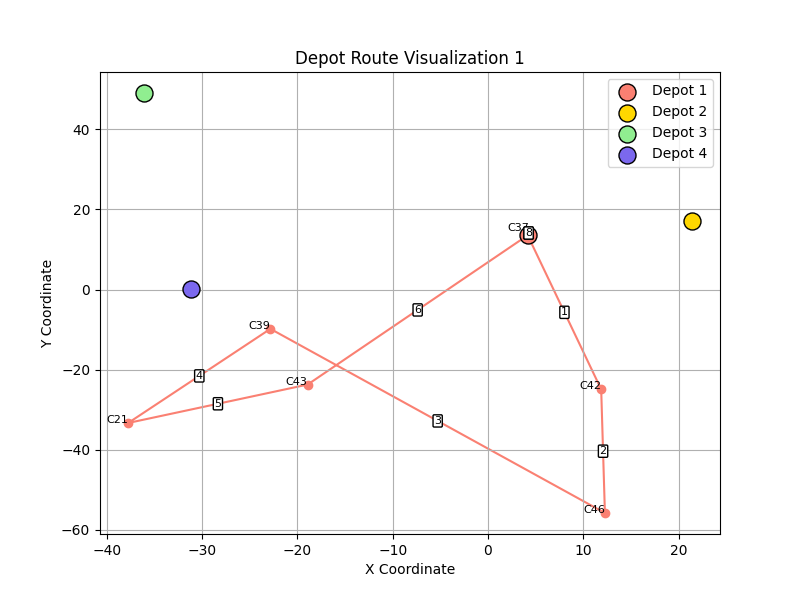 Depot Route Visualization 1
Depot 1
Depot 2
Depot 3
Depot 4
Y Coordinate
40
20
0
−20
−40
−60
C37
8
6
1
C39
4
C43
C42
C21
5
3
2
C46
−40
−30
−20
−10
0
10
20
X Coordinate